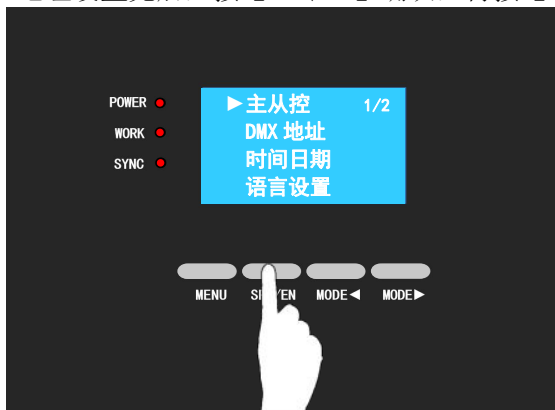 POWER
▶主从控 1/2
WORK
DMX 地址
SYNC
时间日期
语言设置
MENU
MODE◀
MODE▶